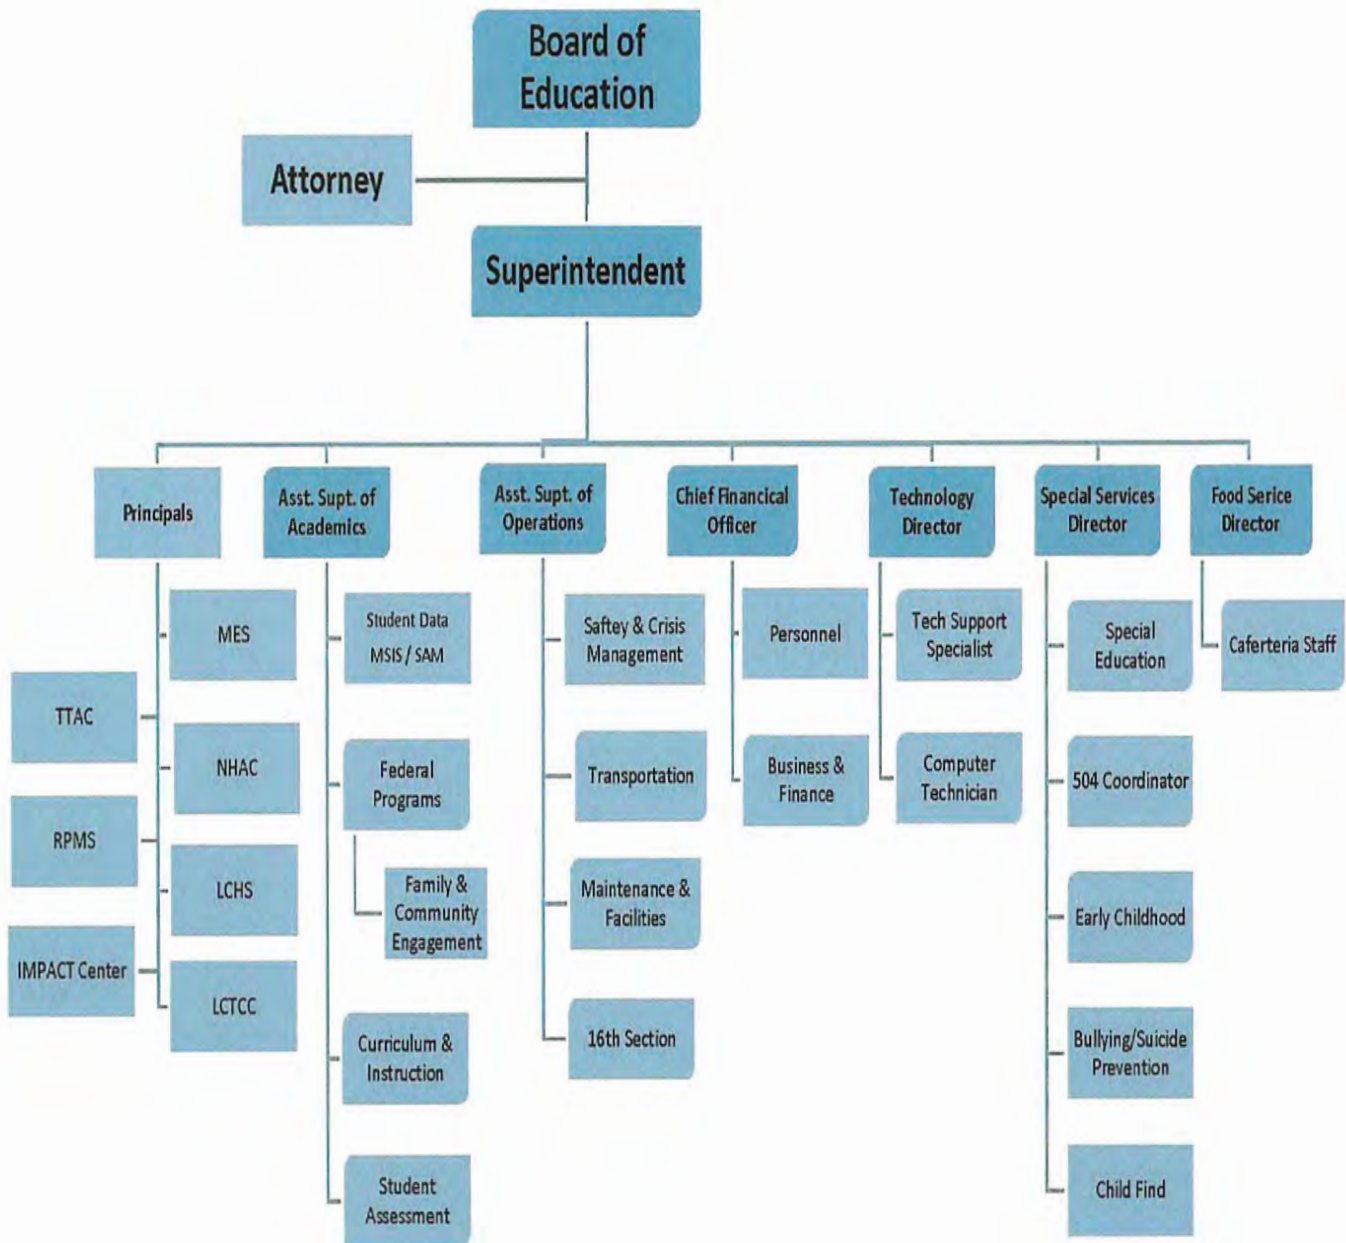 Board of
Education
Attorney
Superintendent
Principals
Asst. Supt. of
Academics
Asst. Supt. of
Operations
Chief Financical
Officer
Technology
Director
Special Services
Director
Food Serice
Director
MES
TTAC
NHAC
RPMS
LCHS
IMPACT Center
LCTCC
Student Data
MSIS / SAM
Federal
Programs
Family &
Community
Engagement
Curriculum &
Instruction
Student
Assessment
Saftey & Crisis
Management
Transportation
Maintenance &
Facilities
16th Section
Personnel
Business &
Finance
Tech Support
Specialist
Computer
Technician
Special
Education
504 Coordinator
Early Childhood
Bullying/Suicide
Prevention
Child Find
Caferteria Staff